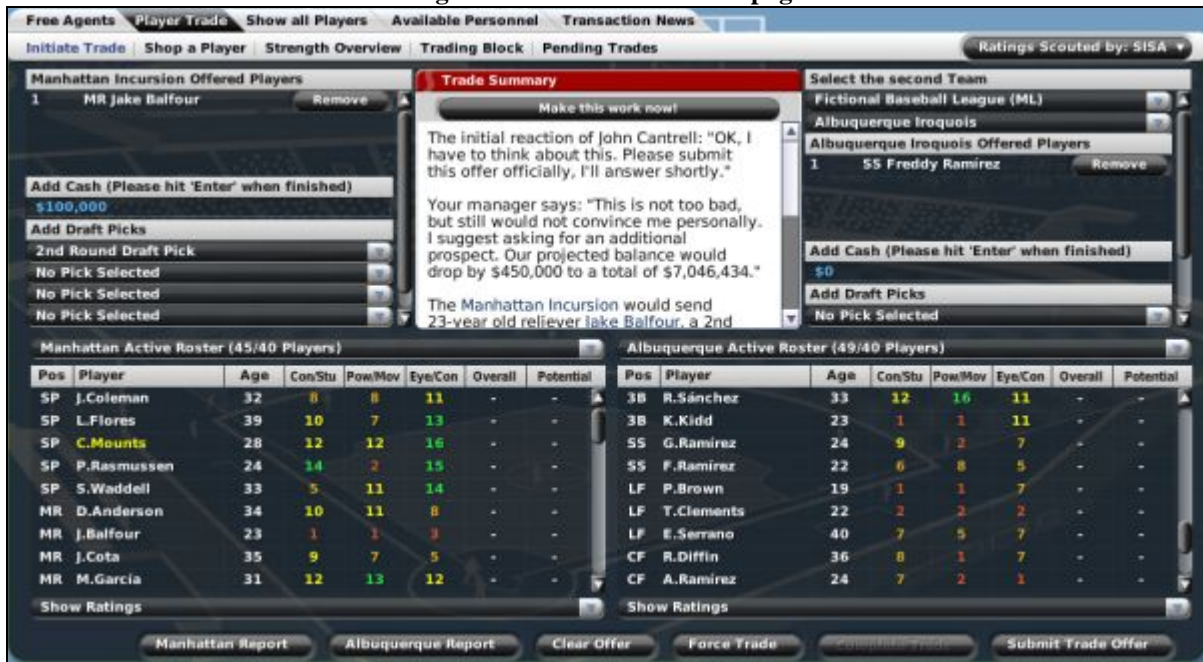 Free Agents Player Trade Show all Players Available Personnel Transaction News
Initiate Trade Shop a Player Strength Overview Trading Block Pending Trades Ratings Scouted by: SISA
Manhattan Incursion Offered Players
1 MR Jake Balfour Remove
Add Cash (Please hit 'Enter' when finished)
$100,000
Add Draft Picks
2nd Round Draft Pick
No Pick Selected
No Pick Selected
No Pick Selected
Trade Summary
Make this work now!
The initial reaction of John Cantrell: "OK, I
have to think about this. Please submit
this offer officially, I'll answer shortly."
Your manager says: "This is not too bad,
but still would not convince me personally.
I suggest asking for an additional
prospect. Our projected balance would
drop by $450,000 to a total of $7,046,434."
The Manhattan Incursion would send
23-year old reliever Jake Balfour, a 2nd
Select the second Team
Fictional Baseball League (ML)
Albuquerque Iroquois
Albuquerque Iroquois Offered Players
1 SS Freddy Ramirez Remove
Add Cash (Please hit 'Enter' when finished)
$0
Add Draft Picks
No Pick Selected
Manhattan Active Roster (45/40 Players)
Pos Player Age Con/Stu Pow/Mov Eye/Con Overall Potential
SP J.Coleman 32 8 8 11 - -
SP L.Flores 39 10 7 13 - -
SP C.Mounts 28 12 12 16 - -
SP P.Rasmussen 24 14 2 15 - -
SP S.Waddell 33 5 11 14 - -
MR D.Anderson 34 10 11 8 - -
MR J.Balfour 23 1 1 3 - -
MR J.Cota 35 9 7 5 - -
MR M.Garcia 31 12 13 12 - -
Show Ratings
Albuquerque Active Roster (49/40 Players)
Pos Player Age Con/Stu Pow/Mov Eye/Con Overall Potential
3B R.Sánchez 33 12 16 11 - -
3B K.Kidd 23 1 1 11 - -
SS G.Ramirez 24 9 2 7 - -
SS F.Ramirez 22 6 8 5 - -
LF P.Brown 19 1 1 7 - -
LF T.Clements 22 2 2 2 - -
LF E.Serrano 40 7 5 7 - -
CF R.Diffin 36 8 1 7 - -
CF A.Ramirez 24 7 2 1 - -
Show Ratings
Manhattan Report Albuquerque Report Clear Offer Force Trade Complete Trade Submit Trade Offer